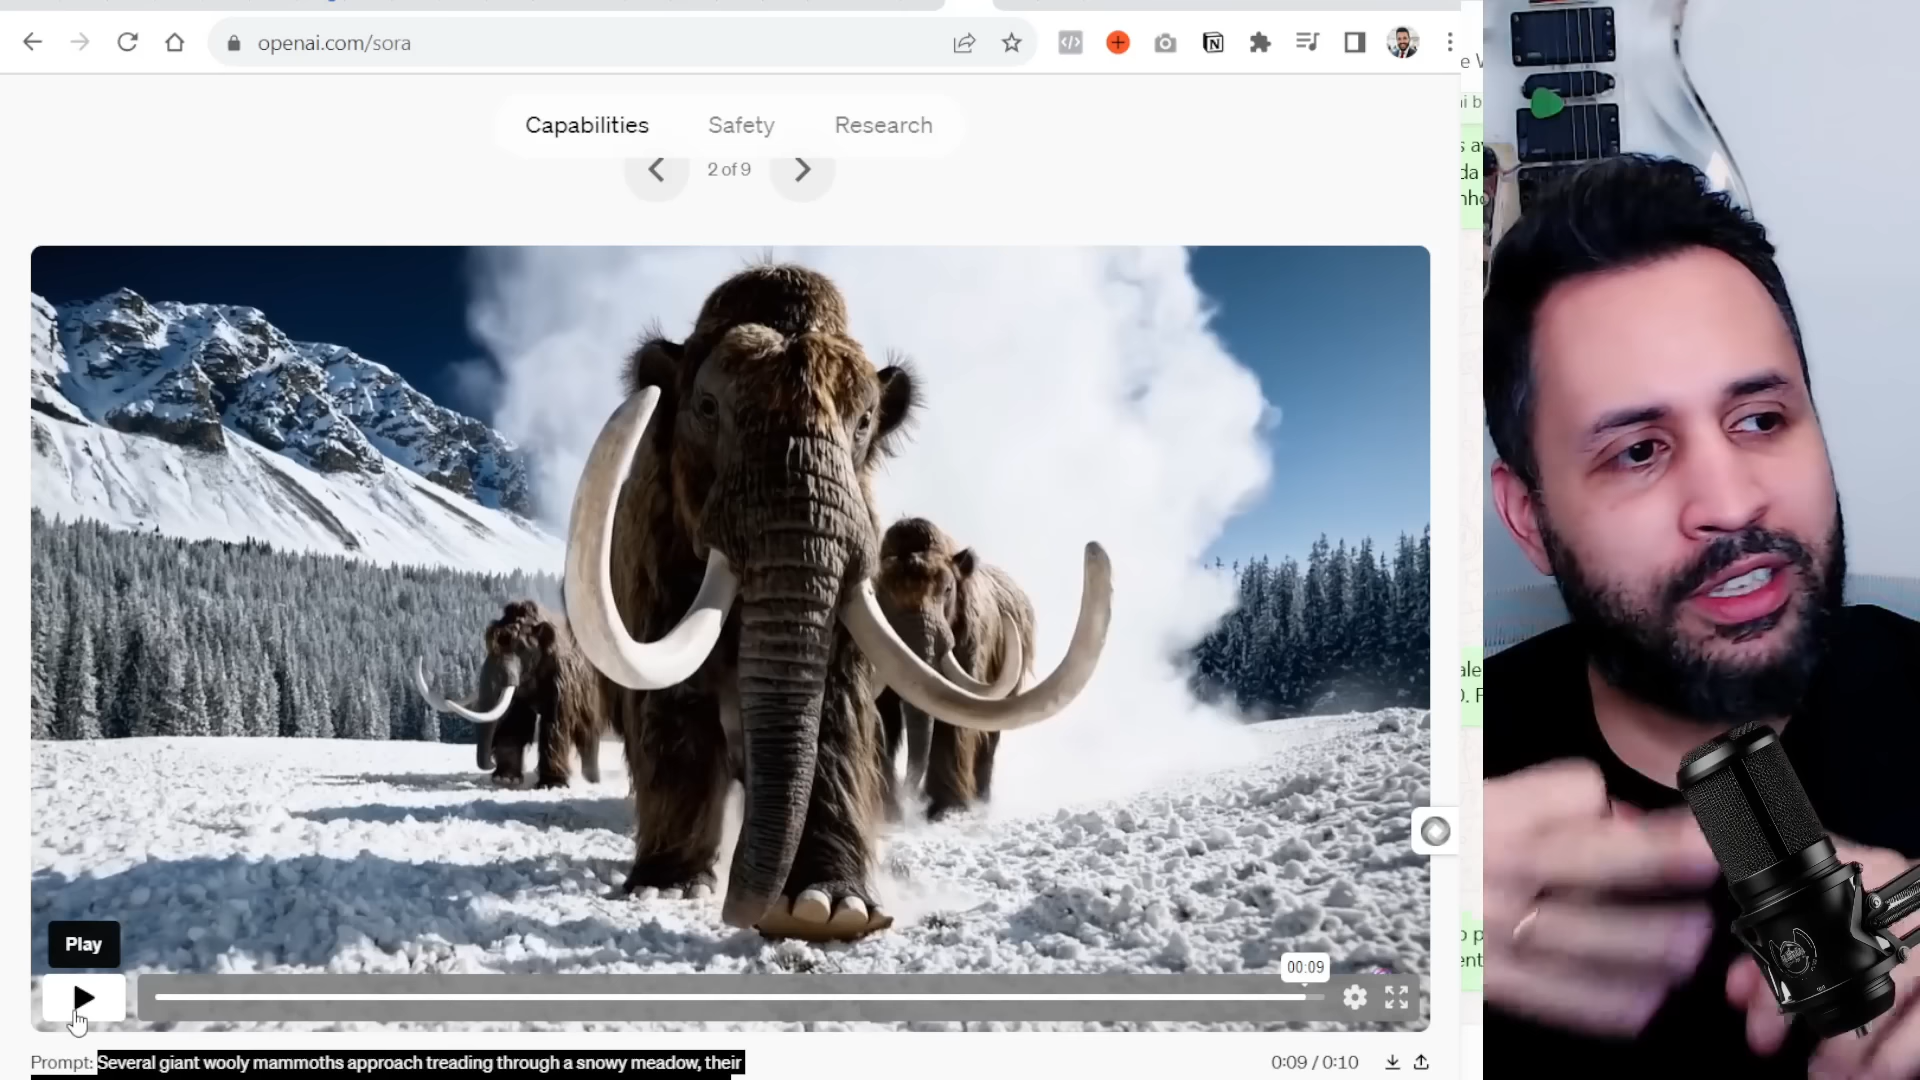 openai.com/sora
Capabilities Safety Research
2 of 9
Play
00:09
Prompt: Several giant wooly mammoths approach treading through a snowy meadow, their
0:09 / 0:10